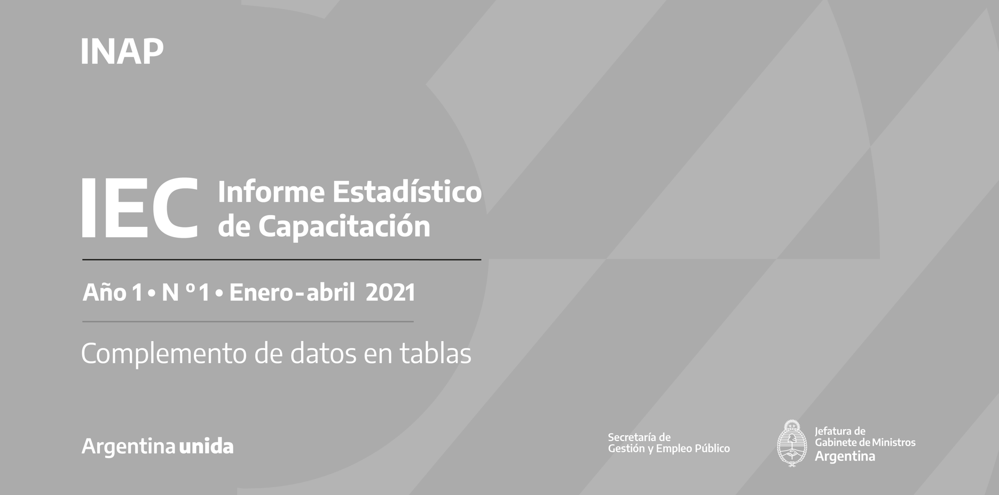 INAP
IEC
Informe Estadístico
de Capacitación
Año 1 • N º 1 • Enero - abril 2021
Complemento de datos en tablas
Argentina unida
Secretaría de
Gestión y Empleo Público
Jefatura de
Gabinete de Ministros
Argentina